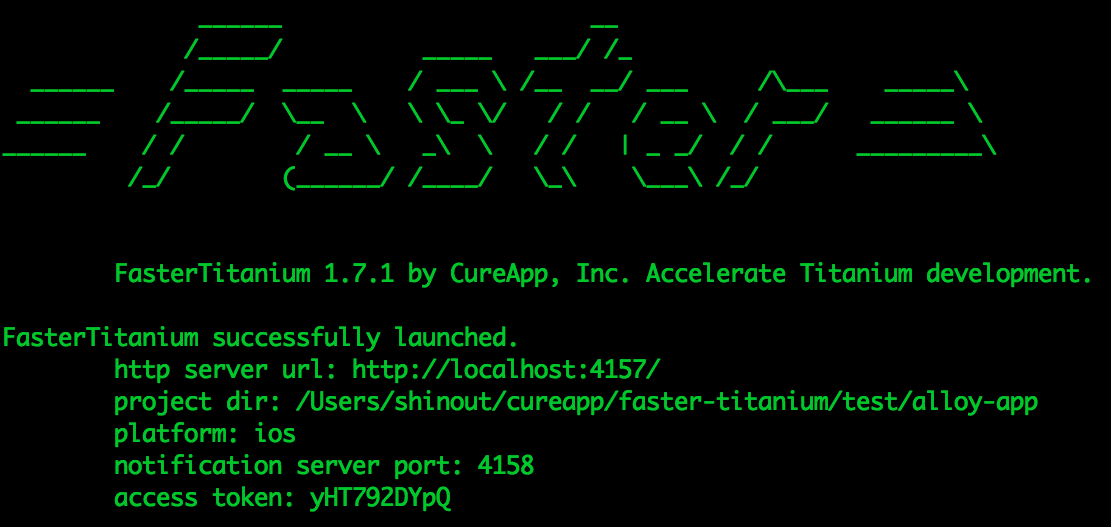 Faster
FasterTitanium 1.7.1 by CureApp, Inc. Accelerate Titanium development.
FasterTitanium successfully launched.
http server url: http://localhost:4157/
project dir: /Users/shinout/cureapp/faster-titanium/test/alloy-app
platform: ios
notification server port: 4158
access token: yHT792DYpQ